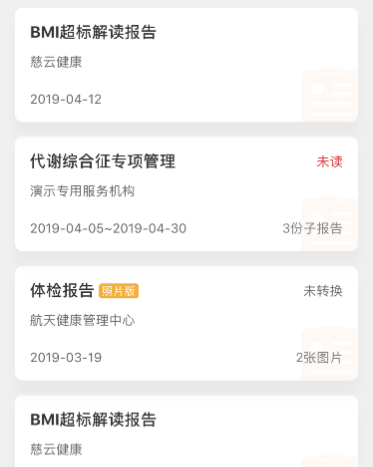 BMI超标解读报告
慈云健康
2019-04-12
代谢综合征专项管理 未读
演示专用服务机构
2019-04-05~2019-04-30 3份子报告
体检报告 照片版 未转换
航天健康管理中心
2019-03-19 2张图片
BMI超标解读报告
慈云健康